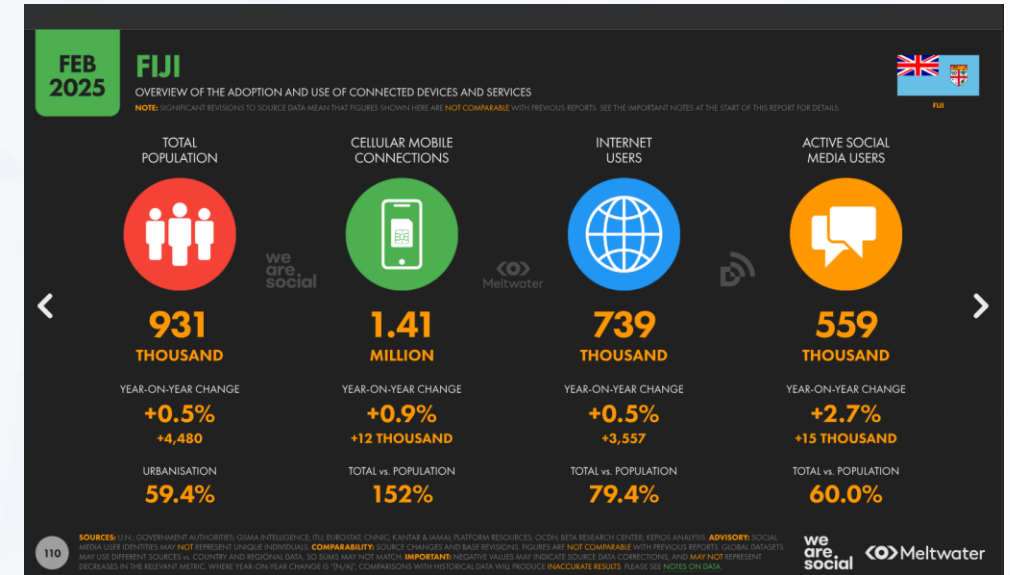 FEB
2025
FIJI
OVERVIEW OF THE ADOPTION AND USE OF CONNECTED DEVICES AND SERVICES
NOTE: SIGNIFICANT REVISIONS TO SOURCE DATA MEAN THAT FIGURES SHOWN HERE ARE NOT COMPARABLE WITH PREVIOUS REPORTS. SEE THE IMPORTANT NOTES AT THE START OF THIS REPORT FOR DETAILS.
FIJI
TOTAL
POPULATION
CELLULAR MOBILE
CONNECTIONS
INTERNET
USERS
ACTIVE SOCIAL
MEDIA USERS
we
are.
social
Meltwater
931
THOUSAND
1.41
MILLION
739
THOUSAND
559
THOUSAND
YEAR-ON-YEAR CHANGE
+0.5%
+4,480
YEAR-ON-YEAR CHANGE
+0.9%
+12 THOUSAND
YEAR-ON-YEAR CHANGE
+0.5%
+3,557
YEAR-ON-YEAR CHANGE
+2.7%
+15 THOUSAND
URBANISATION
59.4%
TOTAL vs. POPULATION
152%
TOTAL vs. POPULATION
79.4%
TOTAL vs. POPULATION
60.0%
110
SOURCES: U.N., GOVERNMENT AUTHORITIES; GSMA INTELLIGENCE; ITU; EUROSTAT; CNNIC; KANTAR & IAMAI; PLATFORM RESOURCES; OCDH; BETA RESEARCH CENTER; KEPIOS ANALYSIS. ADVISORY: SOCIAL
MEDIA USER IDENTITIES MAY NOT REPRESENT UNIQUE INDIVIDUALS. COMPARABILITY: SOURCE CHANGES AND BASE REVISIONS. FIGURES ARE NOT COMPARABLE WITH PREVIOUS REPORTS. GLOBAL DATASETS
MAY USE DIFFERENT SOURCES vs. COUNTRY AND REGIONAL DATA, SO SUMS MAY NOT MATCH. IMPORTANT: NEGATIVE VALUES MAY INDICATE SOURCE DATA CORRECTIONS, AND MAY NOT REPRESENT
DECREASES IN THE RELEVANT METRIC. WHERE YEAR-ON-YEAR CHANGE IS "[N/A]", COMPARISONS WITH HISTORICAL DATA WILL PRODUCE INACCURATE RESULTS. PLEASE SEE NOTES ON DATA.
we
are.
social
Meltwater